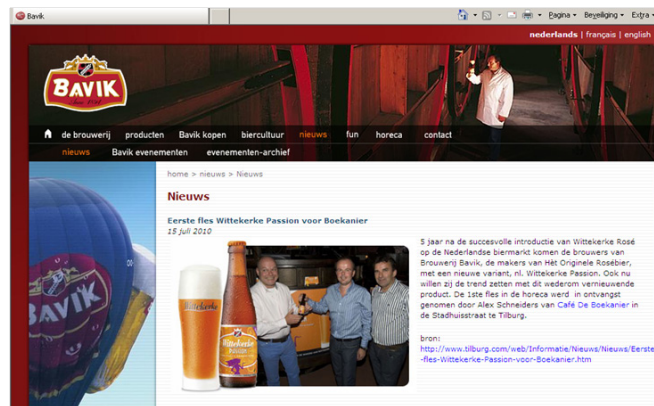 Bavik
Pagina
Beveiliging
Extra
nederlands | français | english
BAVIK
de brouwerij producten Bavik kopen biercultuur nieuws fun horeca contact
nieuws Bavik evenementen evenementen-archief
home > nieuws > Nieuws
Nieuws
Eerste fles Wittekerke Passion voor Boekanier
15 juli 2010
5 jaar na de succesvolle introductie van Wittekerke Rosé
op de Nederlandse biermarkt komen de brouwers van
Brouwerij Bavik, de makers van Hèt Originele Rosébier,
met een nieuwe variant, nl. Wittekerke Passion. Ook nu
willen zij de trend zetten met dit wederom vernieuwende
product. De 1ste fles in de horeca werd in ontvangst
genomen door Alex Schneiders van Café De Boekanier in
de Stadhuisstraat te Tilburg.
bron:
http://www.tilburg.com/web/Informatie/Nieuws/Nieuws/Eerste
-fles-Wittekerke-Passion-voor-Boekanier.htm
BAVIK
Wittekerke
Wittekerke
Passion